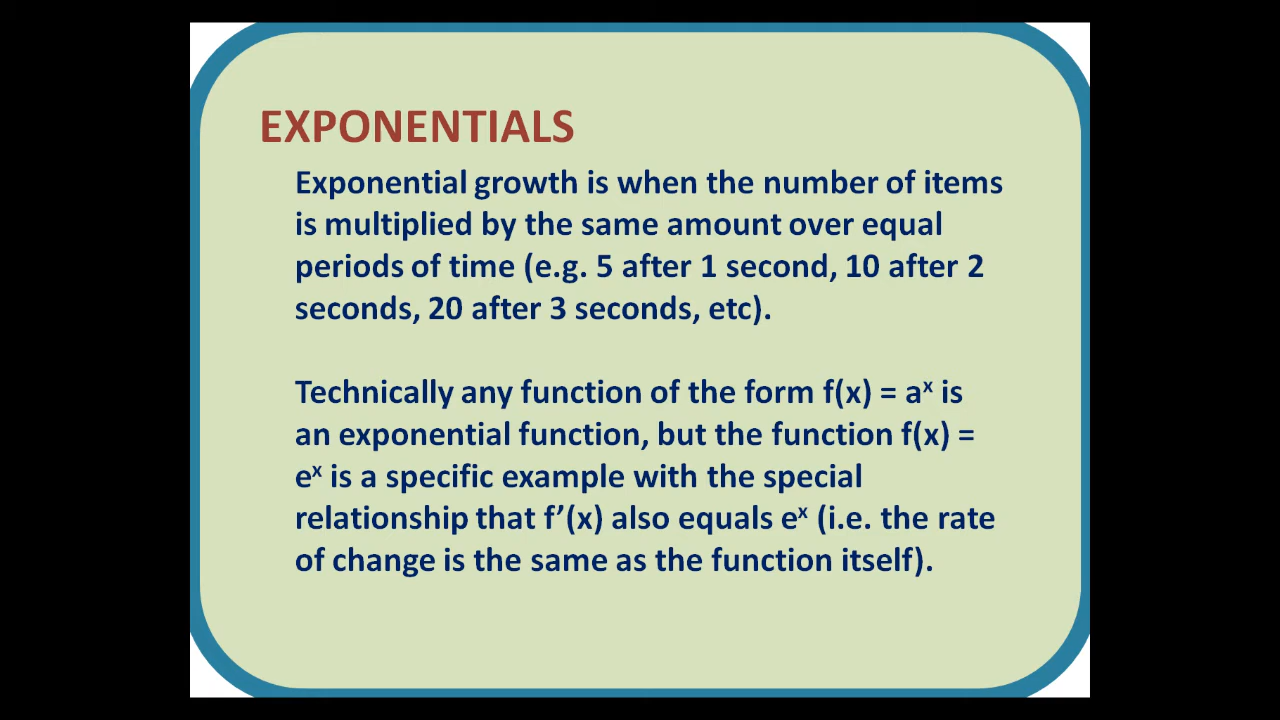 EXPONENTIALS
Exponential growth is when the number of items
is multiplied by the same amount over equal
periods of time (e.g. 5 after 1 second, 10 after 2
seconds, 20 after 3 seconds, etc).
Technically any function of the form f(x) = aˣ is
an exponential function, but the function f(x) =
eˣ is a specific example with the special
relationship that f’(x) also equals eˣ (i.e. the rate
of change is the same as the function itself).